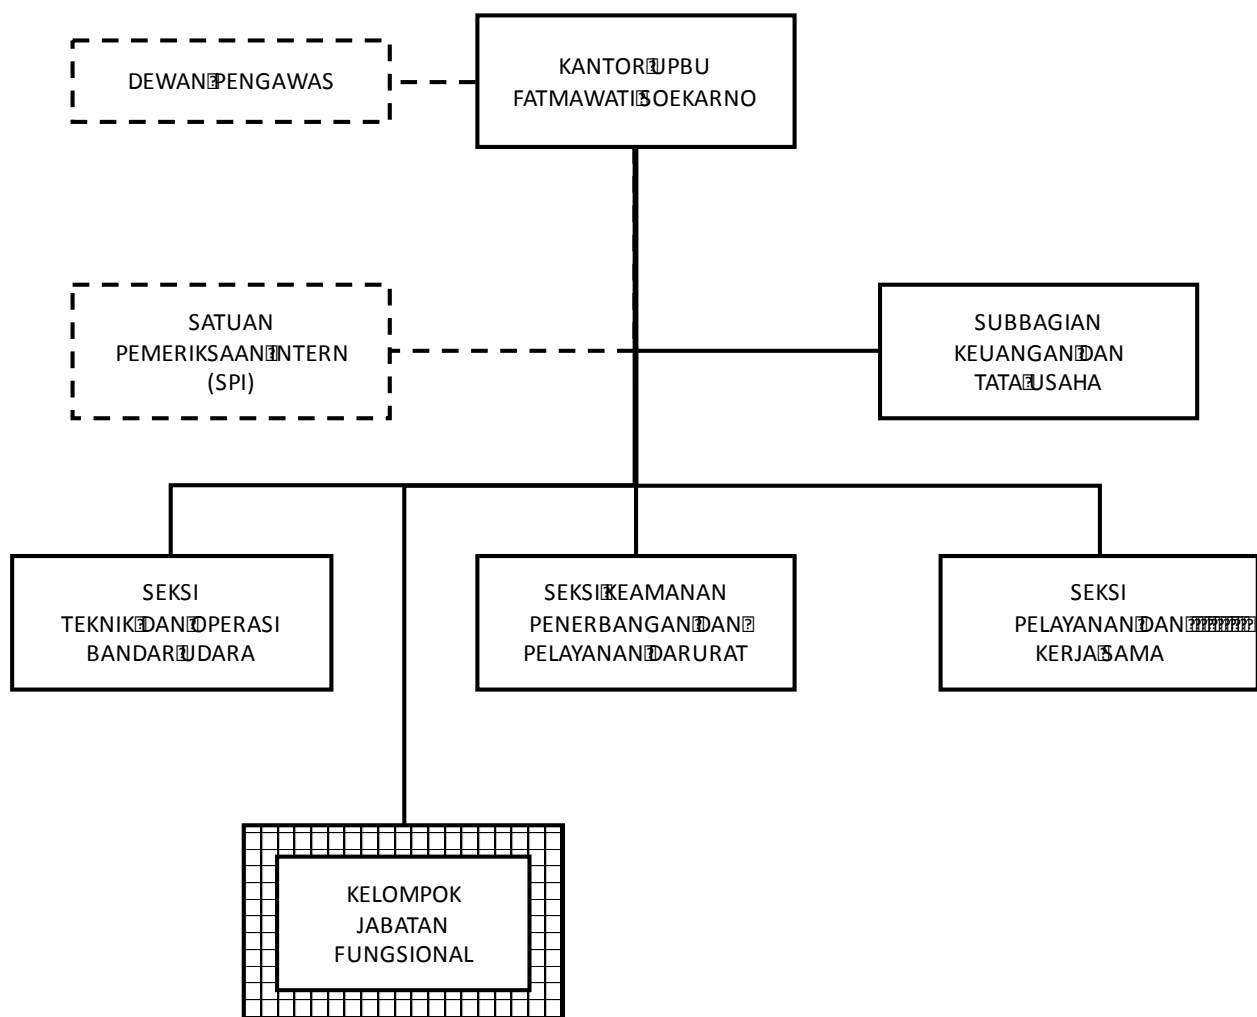 DEWAN PENGAWAS
KANTOR UPBU
FATMAWATI SOEKARNO
SATUAN
PEMERIKSAAN INTERN
(SPI)
SUBBAGIAN
KEUANGAN DAN
TATA USAHA
SEKSI
TEKNIK DAN OPERASI
BANDAR UDARA
SEKSI KEAMANAN
PENERBANGAN DAN
PELAYANAN DARURAT
SEKSI
PELAYANAN DAN
KERJA SAMA
KELOMPOK
JABATAN
FUNGSIONAL